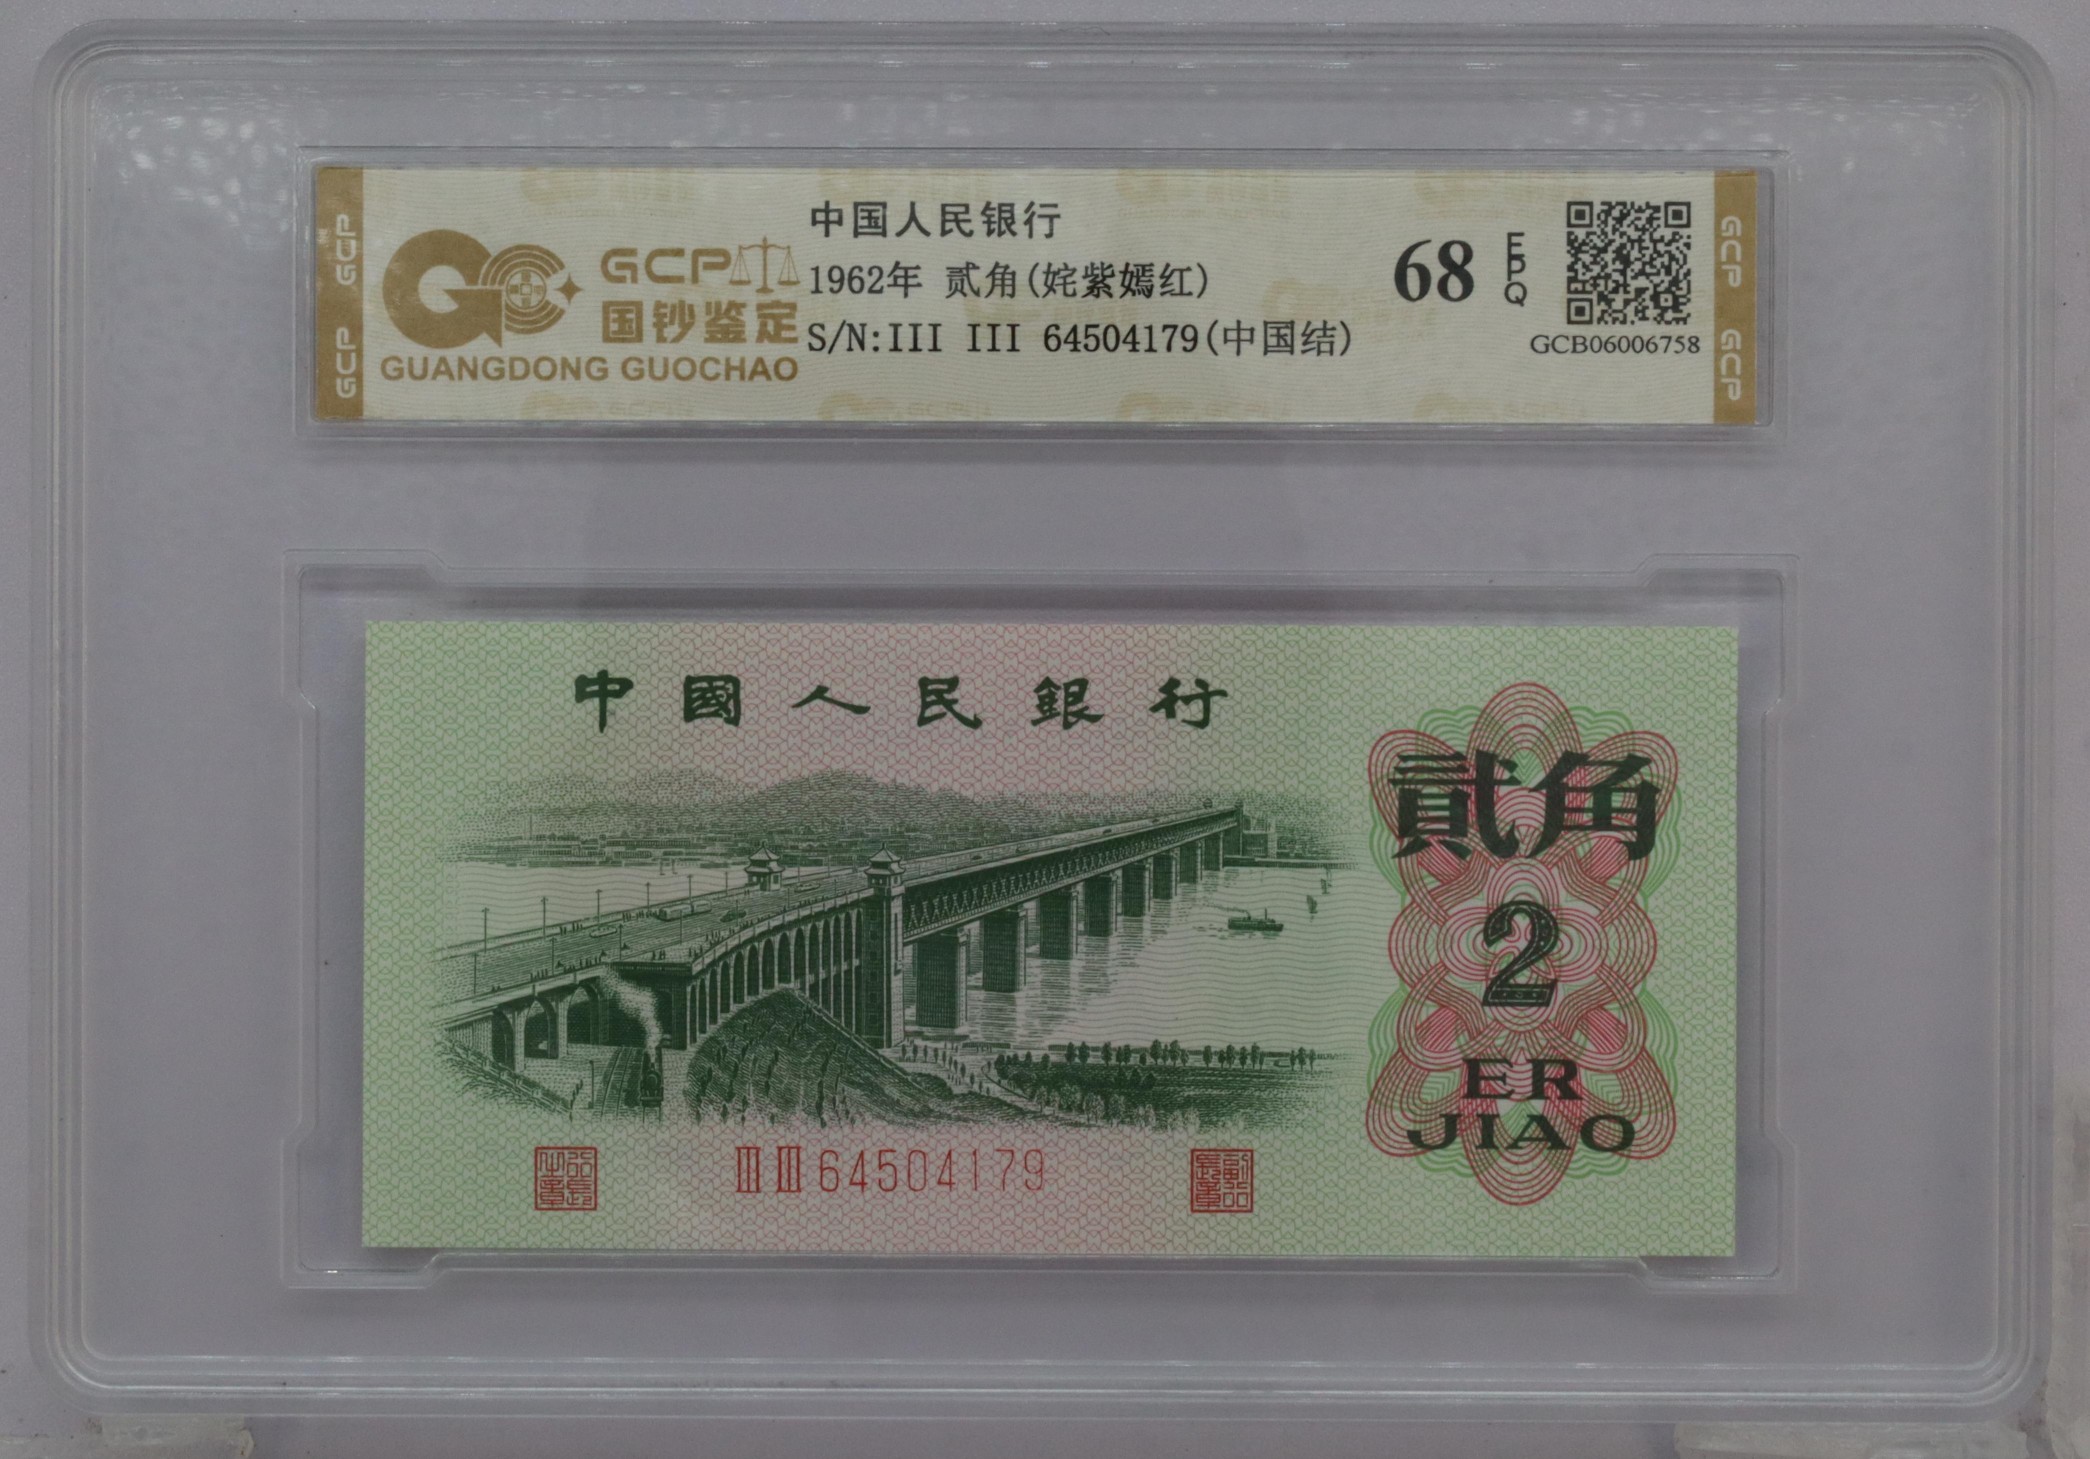 中国人民银行
1962年 贰角(姹紫嫣红)
S/N:III III 64504179(中国结)
GCP
国钞鉴定
GUANGDONG GUOCHAO
68 EPQ
GCB06006758
GCP
GCP
GCP
GCP
中國人民銀行
貳角
2
ER
JIAO
III III 64504179